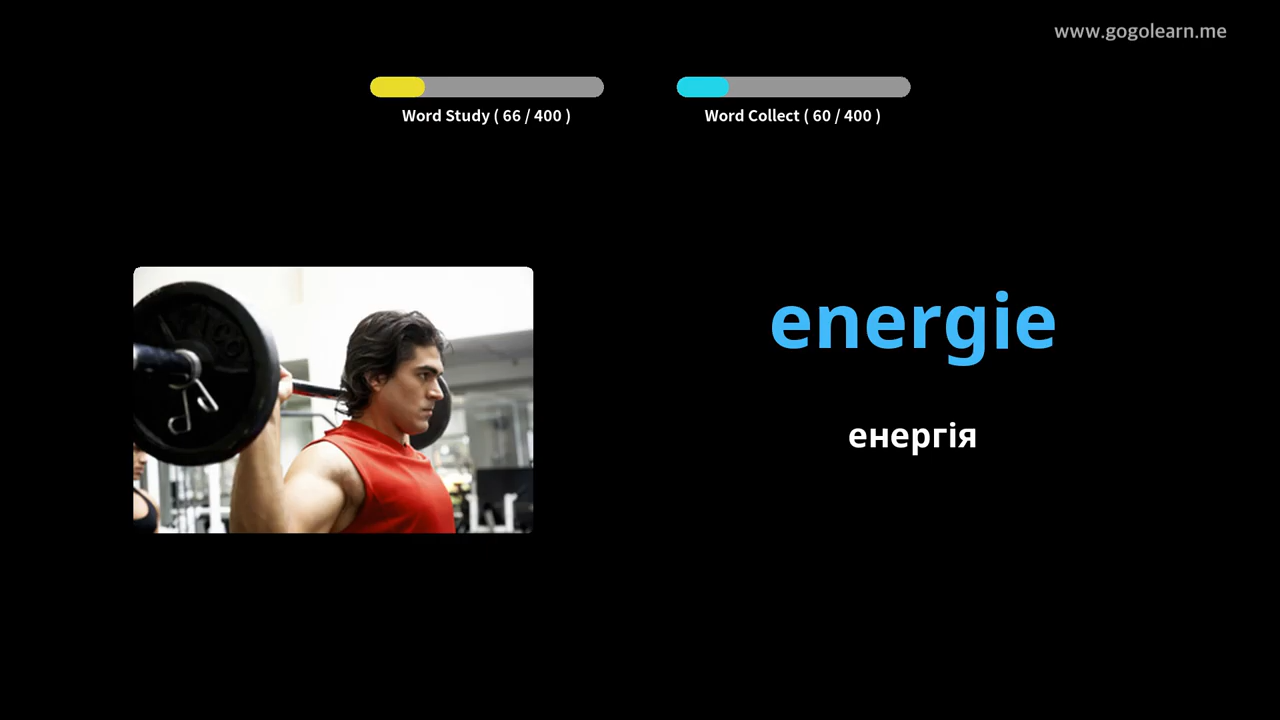 www.gogolearn.me
Word Study ( 66 / 400 )
Word Collect ( 60 / 400 )
energie
енергія